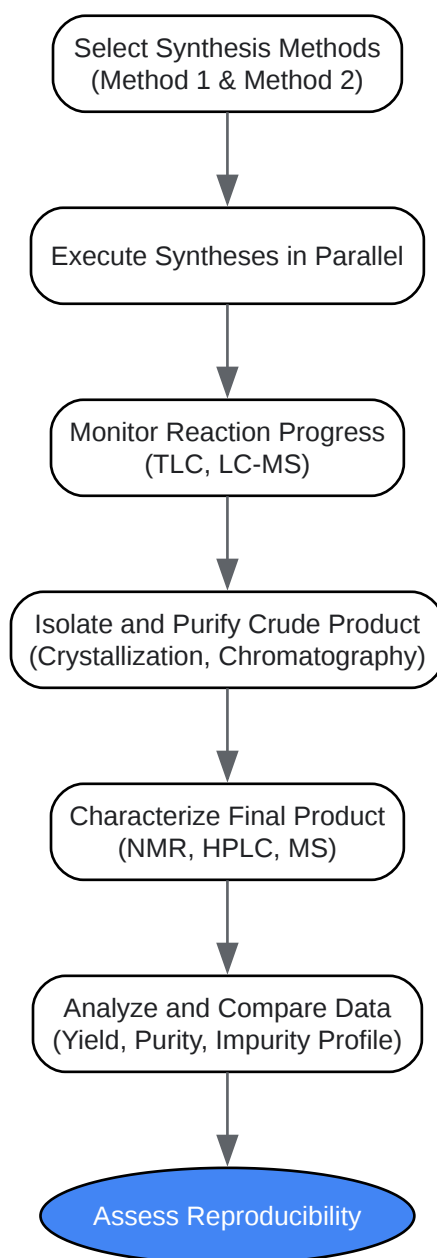 Select Synthesis Methods
(Method 1 & Method 2)
Execute Syntheses in Parallel
Monitor Reaction Progress
(TLC, LC-MS)
Isolate and Purify Crude Product
(Crystallization, Chromatography)
Characterize Final Product
(NMR, HPLC, MS)
Analyze and Compare Data
(Yield, Purity, Impurity Profile)
Assess Reproducibility